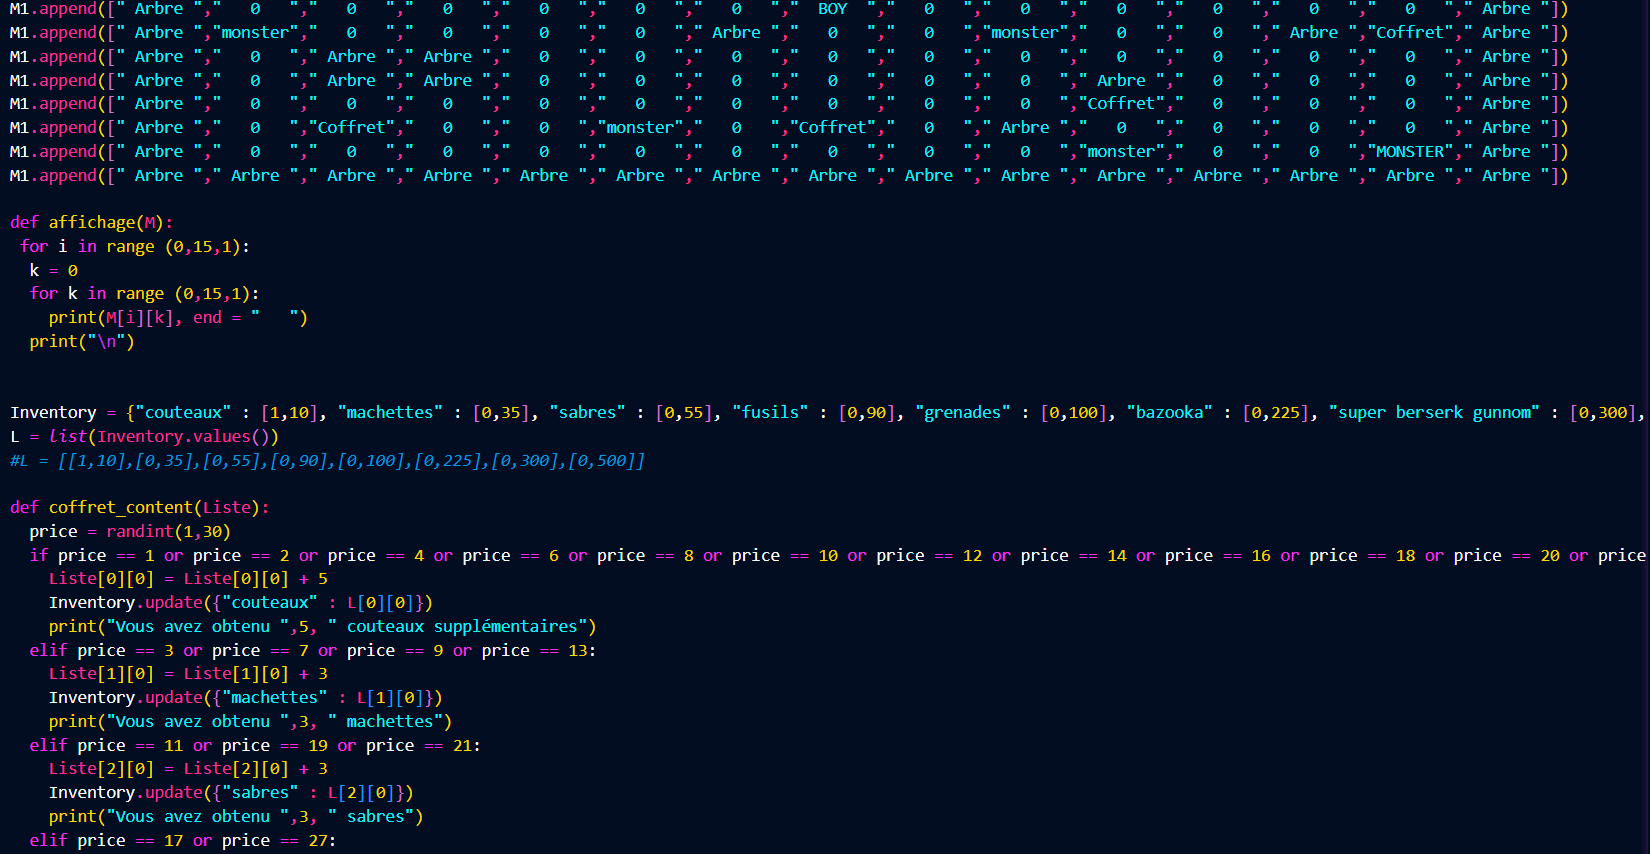 M1.append([" Arbre ","   0   ","   0   ","   0   ","   0   ","   0   ","   0   ","  BOY  ","   0   ","   0   ","   0   ","   0   ","   0   ","   0   "," Arbre "])
M1.append([" Arbre ","monster","   0   ","   0   ","   0   ","   0   "," Arbre ","   0   ","   0   ","monster","   0   ","   0   "," Arbre ","Coffret"," Arbre "])
M1.append([" Arbre ","   0   "," Arbre "," Arbre ","   0   ","   0   ","   0   ","   0   ","   0   ","   0   ","   0   ","   0   ","   0   ","   0   "," Arbre "])
M1.append([" Arbre ","   0   "," Arbre "," Arbre ","   0   ","   0   ","   0   ","   0   ","   0   ","   0   "," Arbre ","   0   ","   0   ","   0   "," Arbre "])
M1.append([" Arbre ","   0   ","   0   ","   0   ","   0   ","   0   ","   0   ","   0   ","   0   ","   0   ","Coffret","   0   ","   0   ","   0   "," Arbre "])
M1.append([" Arbre ","   0   ","Coffret","   0   ","   0   ","monster","   0   ","Coffret","   0   "," Arbre ","   0   ","   0   ","   0   ","   0   "," Arbre "])
M1.append([" Arbre ","   0   ","   0   ","   0   ","   0   ","   0   ","   0   ","   0   ","   0   ","   0   ","monster","   0   ","   0   ","MONSTER"," Arbre "])
M1.append([" Arbre "," Arbre "," Arbre "," Arbre "," Arbre "," Arbre "," Arbre "," Arbre "," Arbre "," Arbre "," Arbre "," Arbre "," Arbre "," Arbre "," Arbre "])
def affichage(M):
 for i in range (0,15,1):
  k = 0
  for k in range (0,15,1):
    print(M[i][k], end = "   ")
  print("\n")
Inventory = {"couteaux" : [1,10], "machettes" : [0,35], "sabres" : [0,55], "fusils" : [0,90], "grenades" : [0,100], "bazooka" : [0,225], "super berserk gunnom" : [0,300],
L = list(Inventory.values())
#L = [[1,10],[0,35],[0,55],[0,90],[0,100],[0,225],[0,300],[0,500]]
def coffret_content(Liste):
  price = randint(1,30)
  if price == 1 or price == 2 or price == 4 or price == 6 or price == 8 or price == 10 or price == 12 or price == 14 or price == 16 or price == 18 or price == 20 or price
    Liste[0][0] = Liste[0][0] + 5
    Inventory.update({"couteaux" : L[0][0]})
    print("Vous avez obtenu ",5, " couteaux supplémentaires")
  elif price == 3 or price == 7 or price == 9 or price == 13:
    Liste[1][0] = Liste[1][0] + 3
    Inventory.update({"machettes" : L[1][0]})
    print("Vous avez obtenu ",3, " machettes")
  elif price == 11 or price == 19 or price == 21:
    Liste[2][0] = Liste[2][0] + 3
    Inventory.update({"sabres" : L[2][0]})
    print("Vous avez obtenu ",3, " sabres")
  elif price == 17 or price == 27: